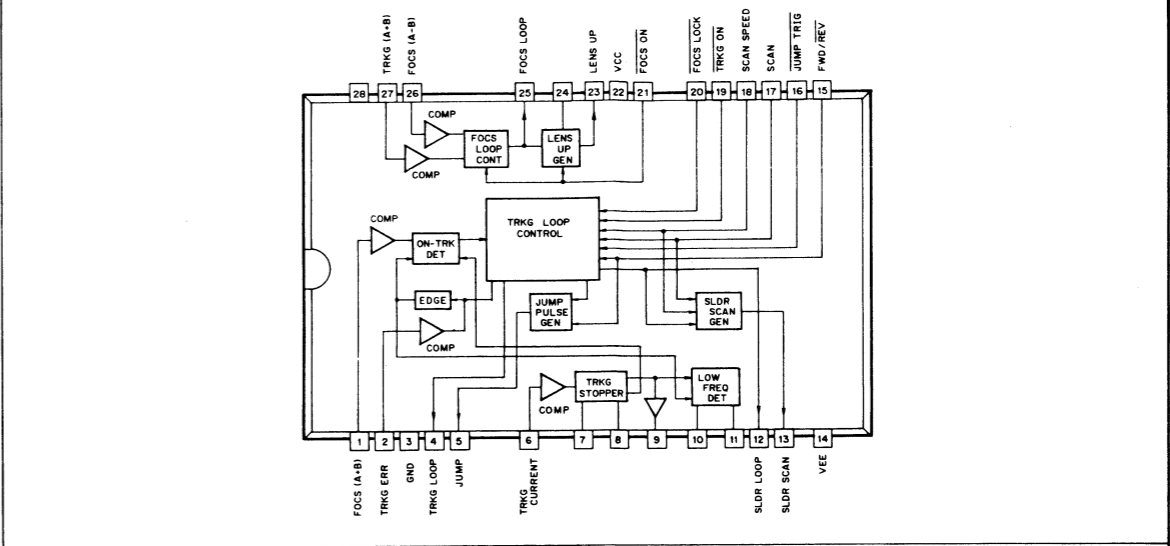 TRKG (A+B)
FOCS (A-B)
FOCS LOOP
LENS UP
VCC
FOCS ON
FOCS LOCK
TRKG ON
SCAN SPEED
SCAN
JUMP TRIG
FWD/REV
28
27
26
25
24
23
22
21
20
19
18
17
16
15
COMP
FOCS
LOOP
CONT
LENS
UP
GEN
COMP
COMP
TRKG LOOP
CONTROL
ON-TRK
DET
EDGE
JUMP
PULSE
GEN
SLDR
SCAN
GEN
COMP
TRKG
STOPPER
LOW
FREQ
DET
COMP
1
2
3
4
5
6
7
8
9
10
11
12
13
14
FOCS (A+B)
TRKG ERR
GND
TRKG LOOP
JUMP
TRKG
CURRENT
SLDR LOOP
SLDR SCAN
VEE